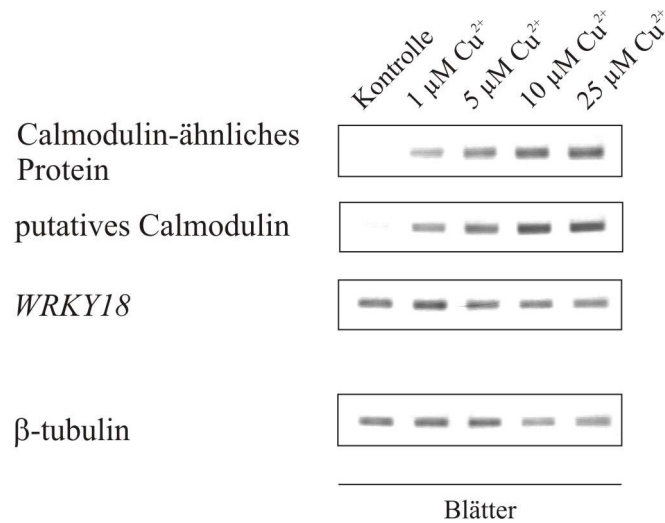 Kontrolle
1 µM Cu²⁺
5 µM Cu²⁺
10 µM Cu²⁺
25 µM Cu²⁺
Calmodulin-ähnliches
Protein
putatives Calmodulin
WRKY18
β-tubulin
Blätter